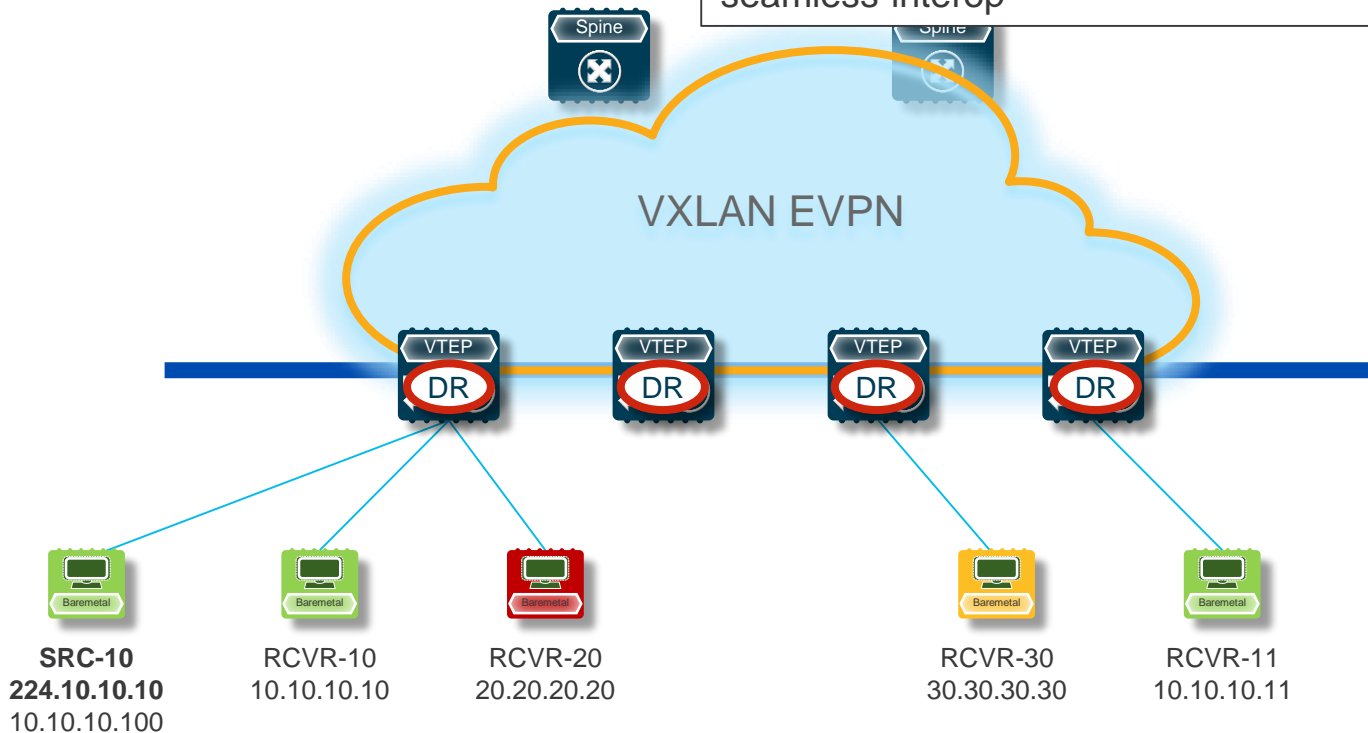 seamless interop
Spine
Spine
VXLAN EVPN
VTEP
VTEP
VTEP
VTEP
DR
DR
DR
DR
Baremetal
Baremetal
Baremetal
Baremetal
Baremetal
SRC-10
224.10.10.10
10.10.10.100
RCVR-10
10.10.10.10
RCVR-20
20.20.20.20
RCVR-30
30.30.30.30
RCVR-11
10.10.10.11